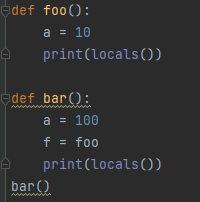 def foo():
    a = 10
    print(locals())

def bar():
    a = 100
    f = foo
    print(locals())
bar()